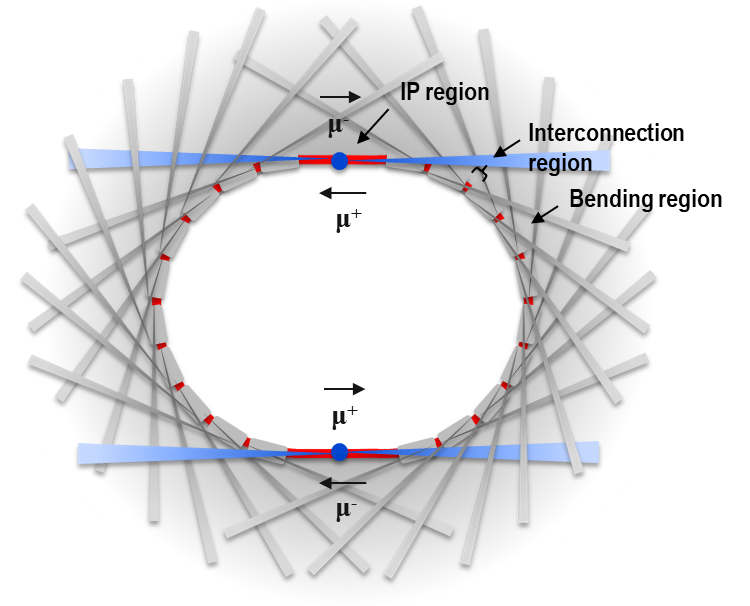 IP region
μ⁻
Interconnection
region
Bending region
μ⁺
μ⁺
μ⁻